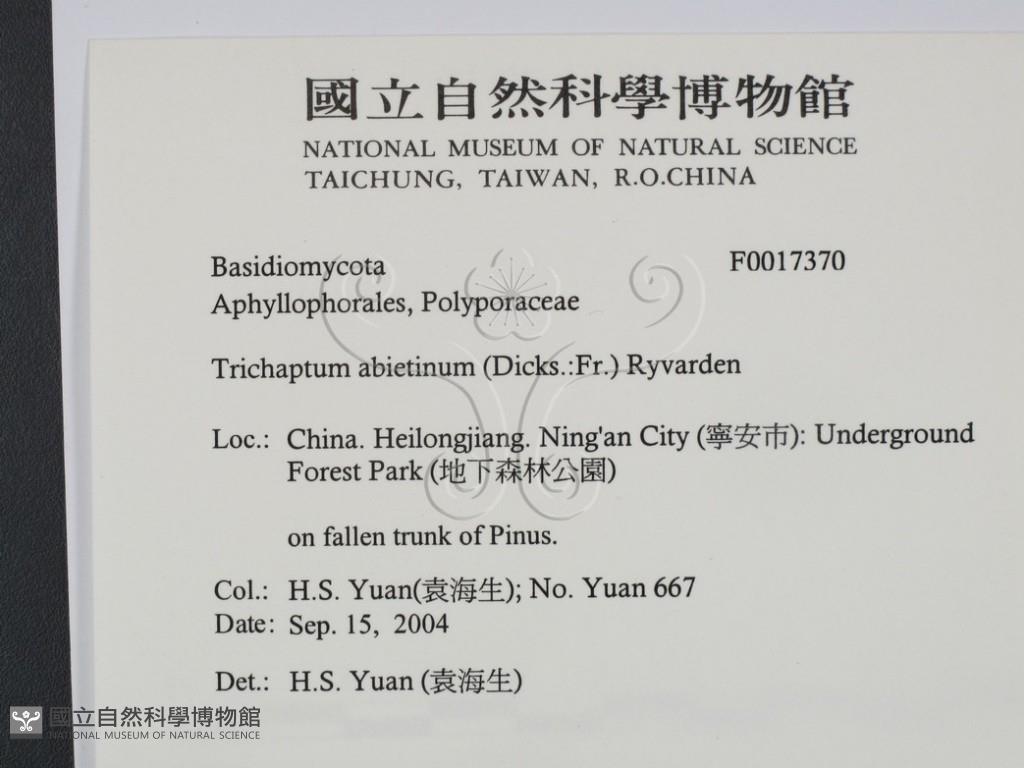 國立自然科學博物館
NATIONAL MUSEUM OF NATURAL SCIENCE
TAICHUNG, TAIWAN, R.O.CHINA
Basidiomycota F0017370
Aphyllophorales, Polyporaceae
Trichaptum abietinum (Dicks.:Fr.) Ryvarden
Loc.: China. Heilongjiang. Ning'an City (寧安市): Underground
Forest Park (地下森林公園)
on fallen trunk of Pinus.
Col.: H.S. Yuan(袁海生); No. Yuan 667
Date: Sep. 15, 2004
Det.: H.S. Yuan (袁海生)
國立自然科學博物館
NATIONAL MUSEUM OF NATURAL SCIENCE